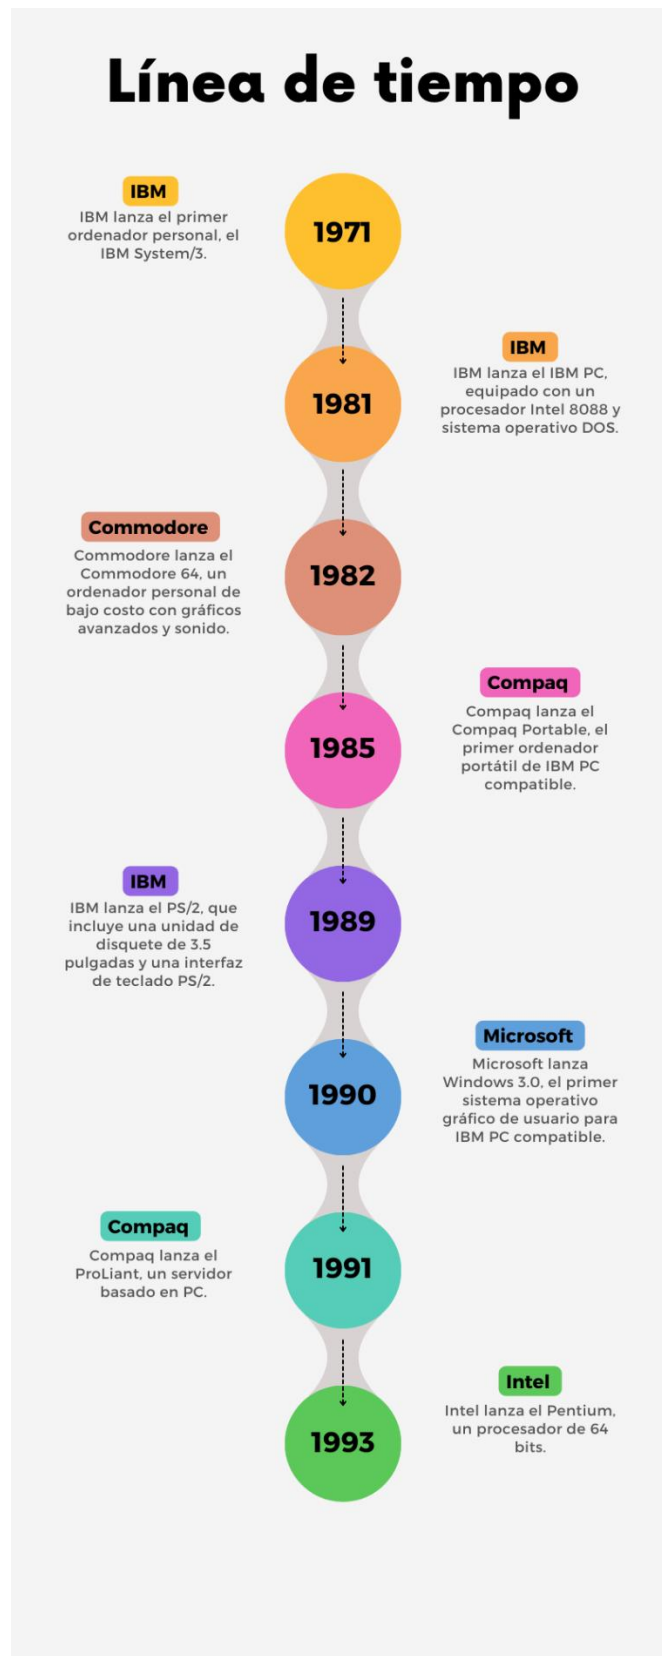 Línea de tiempo
IBM
IBM lanza el primer
ordenador personal, el
IBM System/3.
1971
IBM
IBM lanza el IBM PC,
equipado con un
procesador Intel 8088 y
sistema operativo DOS.
1981
Commodore
Commodore lanza el
Commodore 64, un
ordenador personal de
bajo costo con gráficos
avanzados y sonido.
1982
Compaq
Compaq lanza el
Compaq Portable, el
primer ordenador
portátil de IBM PC
compatible.
1985
IBM
IBM lanza el PS/2, que
incluye una unidad de
disquete de 3.5
pulgadas y una interfaz
de teclado PS/2.
1989
Microsoft
Microsoft lanza
Windows 3.0, el primer
sistema operativo
gráfico de usuario para
IBM PC compatible.
1990
Compaq
Compaq lanza el
ProLiant, un servidor
basado en PC.
1991
Intel
Intel lanza el Pentium,
un procesador de 64
bits.
1993